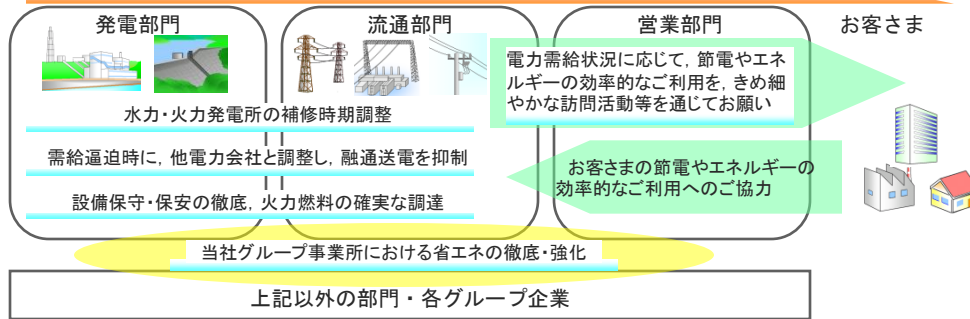 発電部門
流通部門
営業部門
お客さま
電力需給状況に応じて，節電やエネ
ルギーの効率的なご利用を，きめ細
やかな訪問活動等を通じてお願い
水力・火力発電所の補修時期調整
需給逼迫時に，他電力会社と調整し，融通送電を抑制
お客さまの節電やエネルギーの
効率的なご利用へのご協力
設備保守・保安の徹底，火力燃料の確実な調達
当社グループ事業所における省エネの徹底・強化
上記以外の部門・各グループ企業